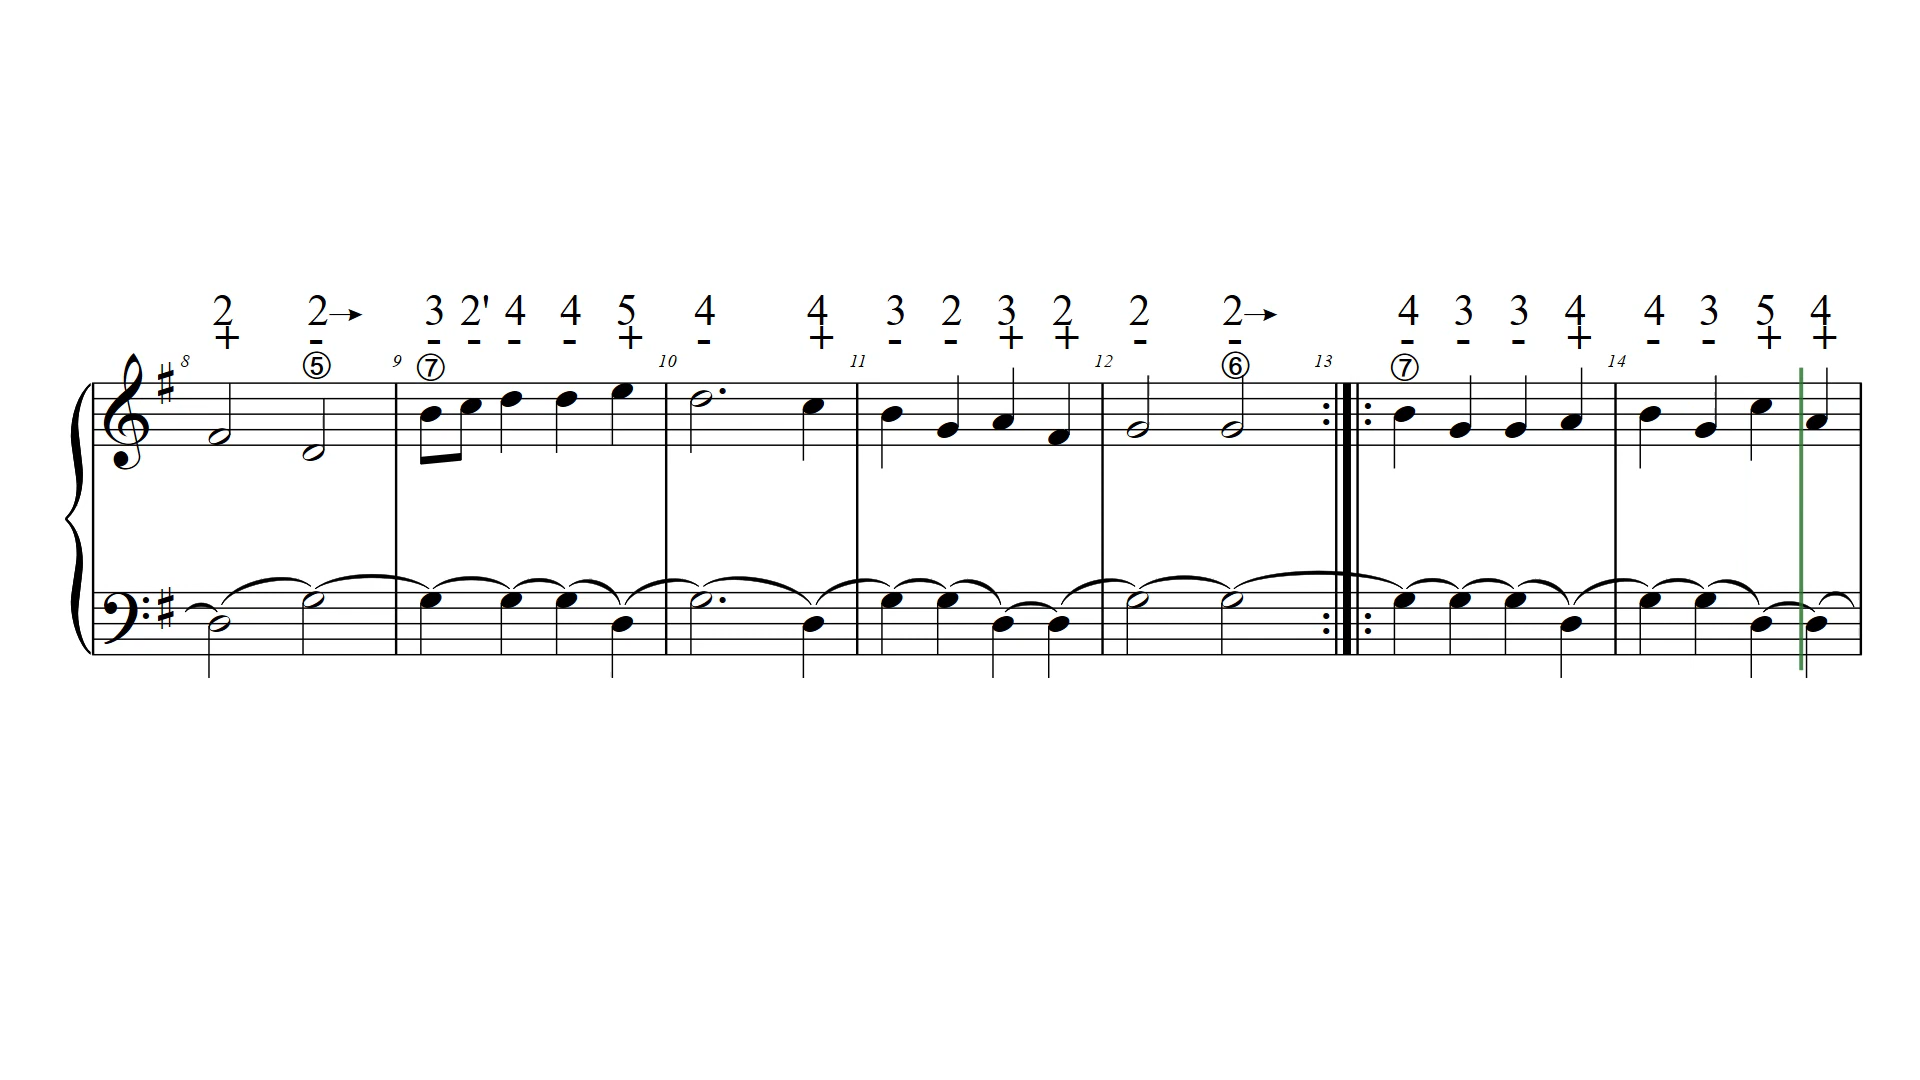 2 2→ 3 2' 4 4 5 4 4 3 2 3 2 2 2→ 4 3 3 4 4 3 5 4
+ - - - - - + - + - - + + - - - - - + - - + +
8 ⑤ 9 ⑦ 10 11 12 ⑥ 13 ⑦ 14